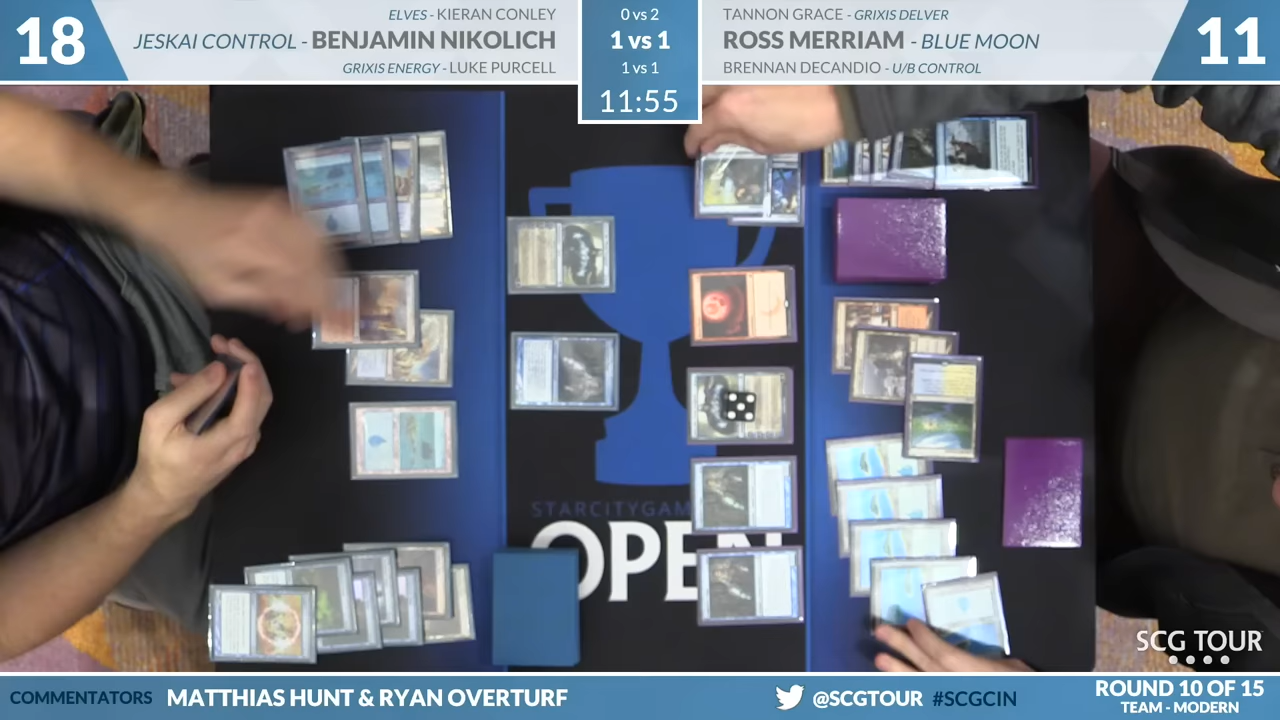 18
ELVES - KIERAN CONLEY
JESKAI CONTROL - BENJAMIN NIKOLICH
GRIXIS ENERGY - LUKE PURCELL
0 vs 2
1 vs 1
1 vs 1
11:55
TANNON GRACE - GRIXIS DELVER
ROSS MERRIAM - BLUE MOON
BRENNAN DECANDIO - U/B CONTROL
11
STARCITYGAM
OPEN
SCG TOUR
COMMENTATORS MATTHIAS HUNT & RYAN OVERTURF
@SCGTOUR #SCGCIN
ROUND 10 OF 15
TEAM - MODERN